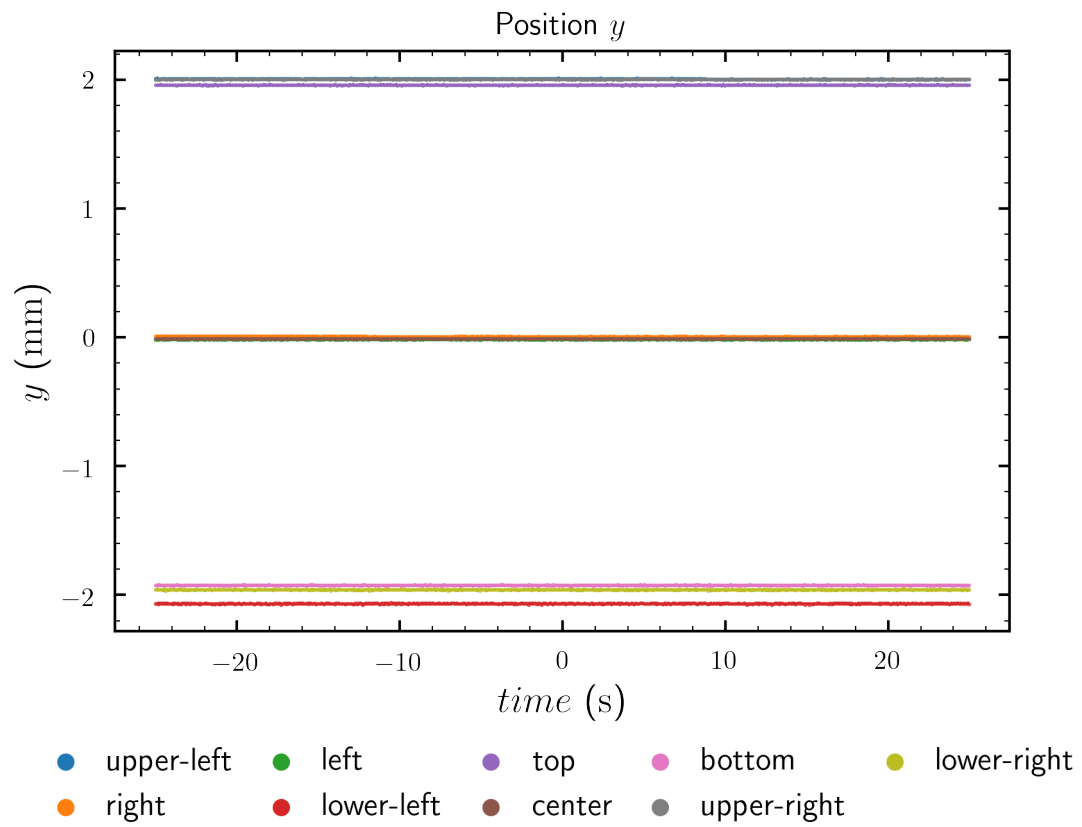 Position y
2
1
0
−1
−2
y (mm)
−20 −10 0 10 20
time (s)
upper-left left top bottom lower-right
right lower-left center upper-right